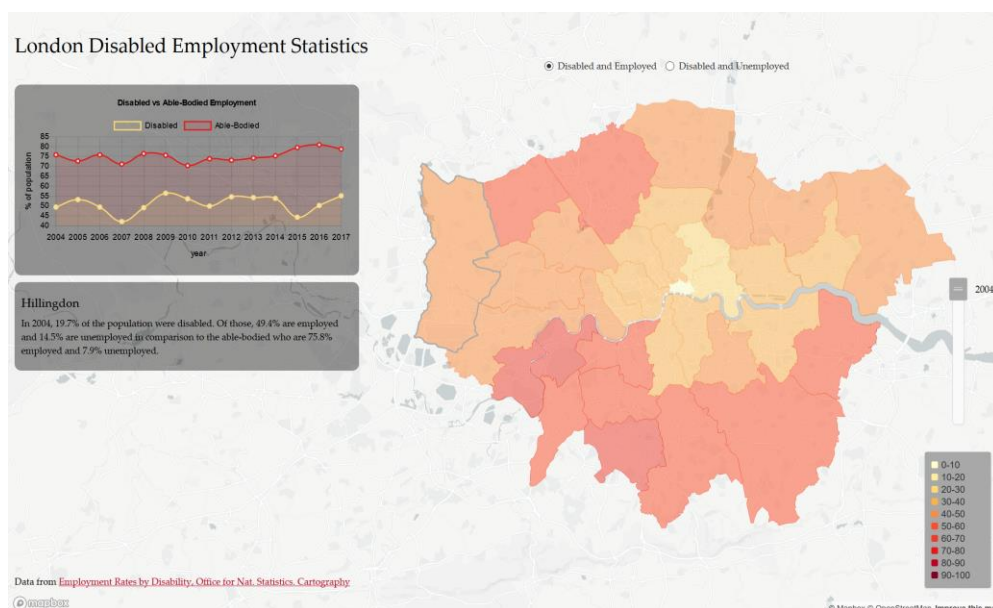 London Disabled Employment Statistics
Disabled and Employed Disabled and Unemployed
Disabled vs Able-Bodied Employment
Disabled Able-Bodied
% of population
85
80
75
70
65
60
55
50
45
40
2004 2005 2006 2007 2008 2009 2010 2011 2012 2013 2014 2015 2016 2017
year
Hillingdon
In 2004, 19.7% of the population were disabled. Of those, 49.4% are employed
and 14.5% are unemployed in comparison to the able-bodied who are 75.8%
employed and 7.9% unemployed.
2004
0-10
10-20
20-30
30-40
40-50
50-60
60-70
70-80
80-90
90-100
Data from Employment Rates by Disability, Office for Nat. Statistics. Cartography
mapbox
© Mapbox © OpenStreetMap Improve this